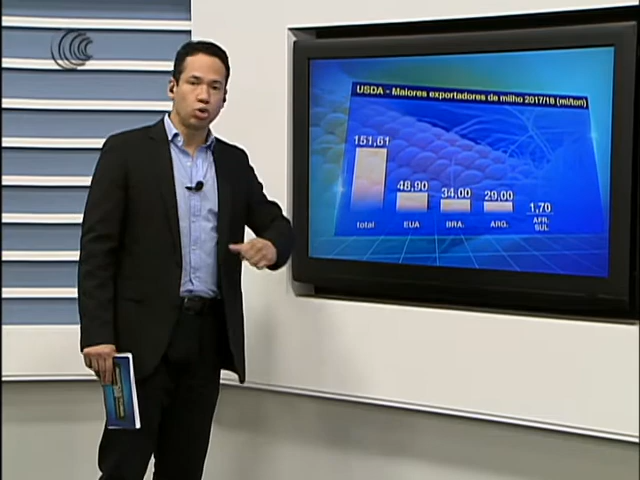 USDA - Maiores exportadores de milho 2017/18 (mi/ton)
151,61
48,90
34,00
29,00
1,70
total
EUA
BRA.
ARG.
AFR.
SUL